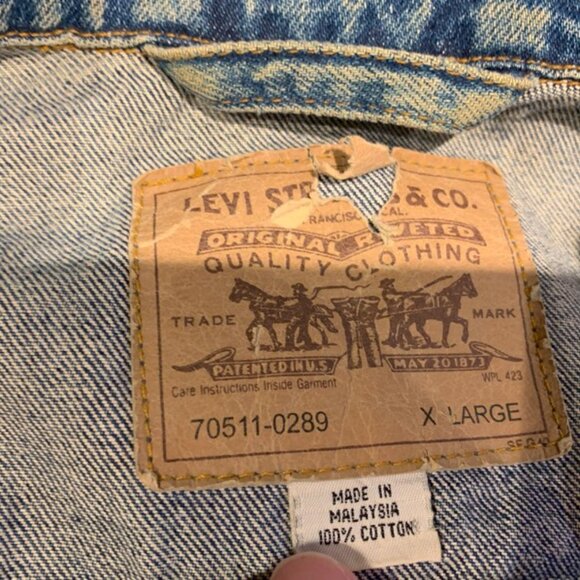 LEVI ST & CO.
FRANCISCO CAL.
ORIGINAL RIVETED
QUALITY CLOTHING
TRADE MARK
PATENTED IN U.S. MAY 20 1873
Care Instructions Inside Garment WPL 423
70511-0289 X LARGE
MADE IN
MALAYSIA
100% COTTON